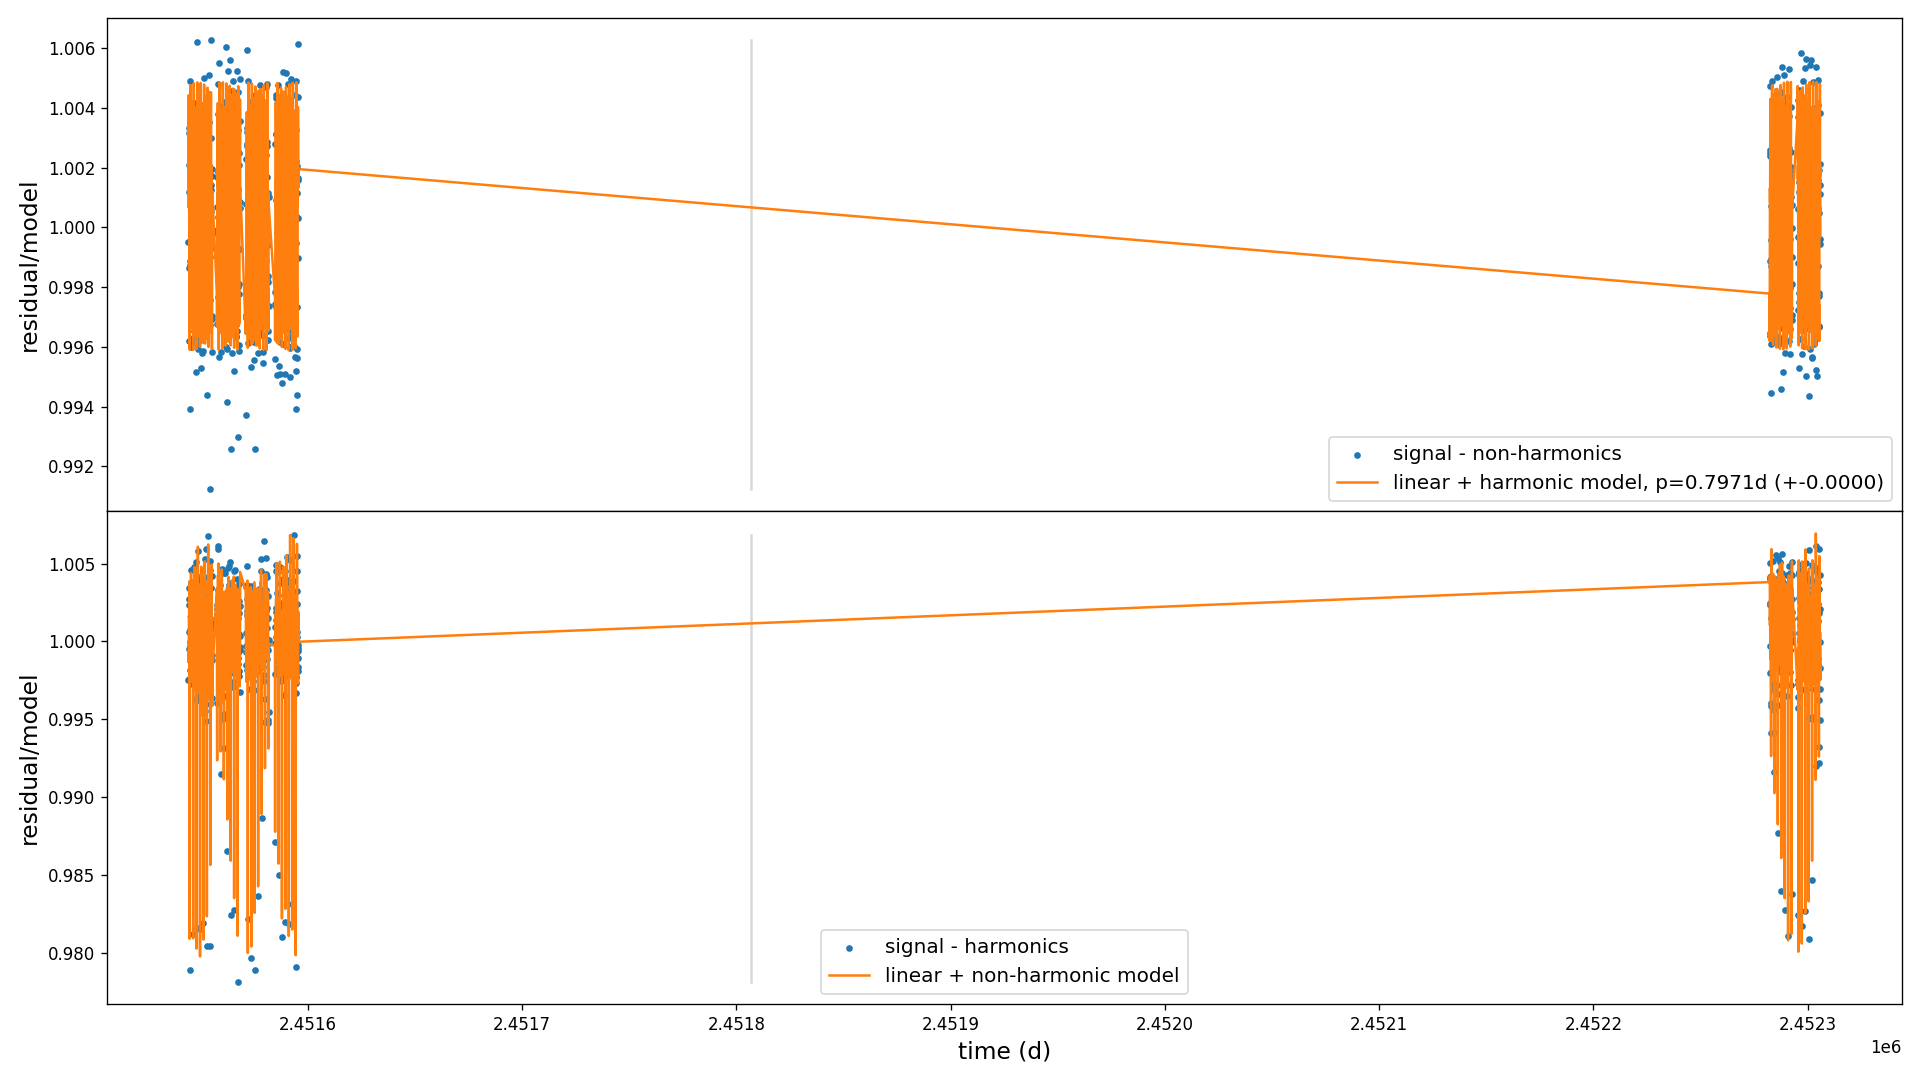 1.006
1.004
1.002
1.000
0.998
0.996
0.994
0.992
residual/model
signal - non-harmonics
linear + harmonic model, p=0.7971d (+-0.0000)
1.005
1.000
0.995
0.990
0.985
0.980
residual/model
signal - harmonics
linear + non-harmonic model
2.4516 2.4517 2.4518 2.4519 2.4520 2.4521 2.4522 2.4523
1e6
time (d)